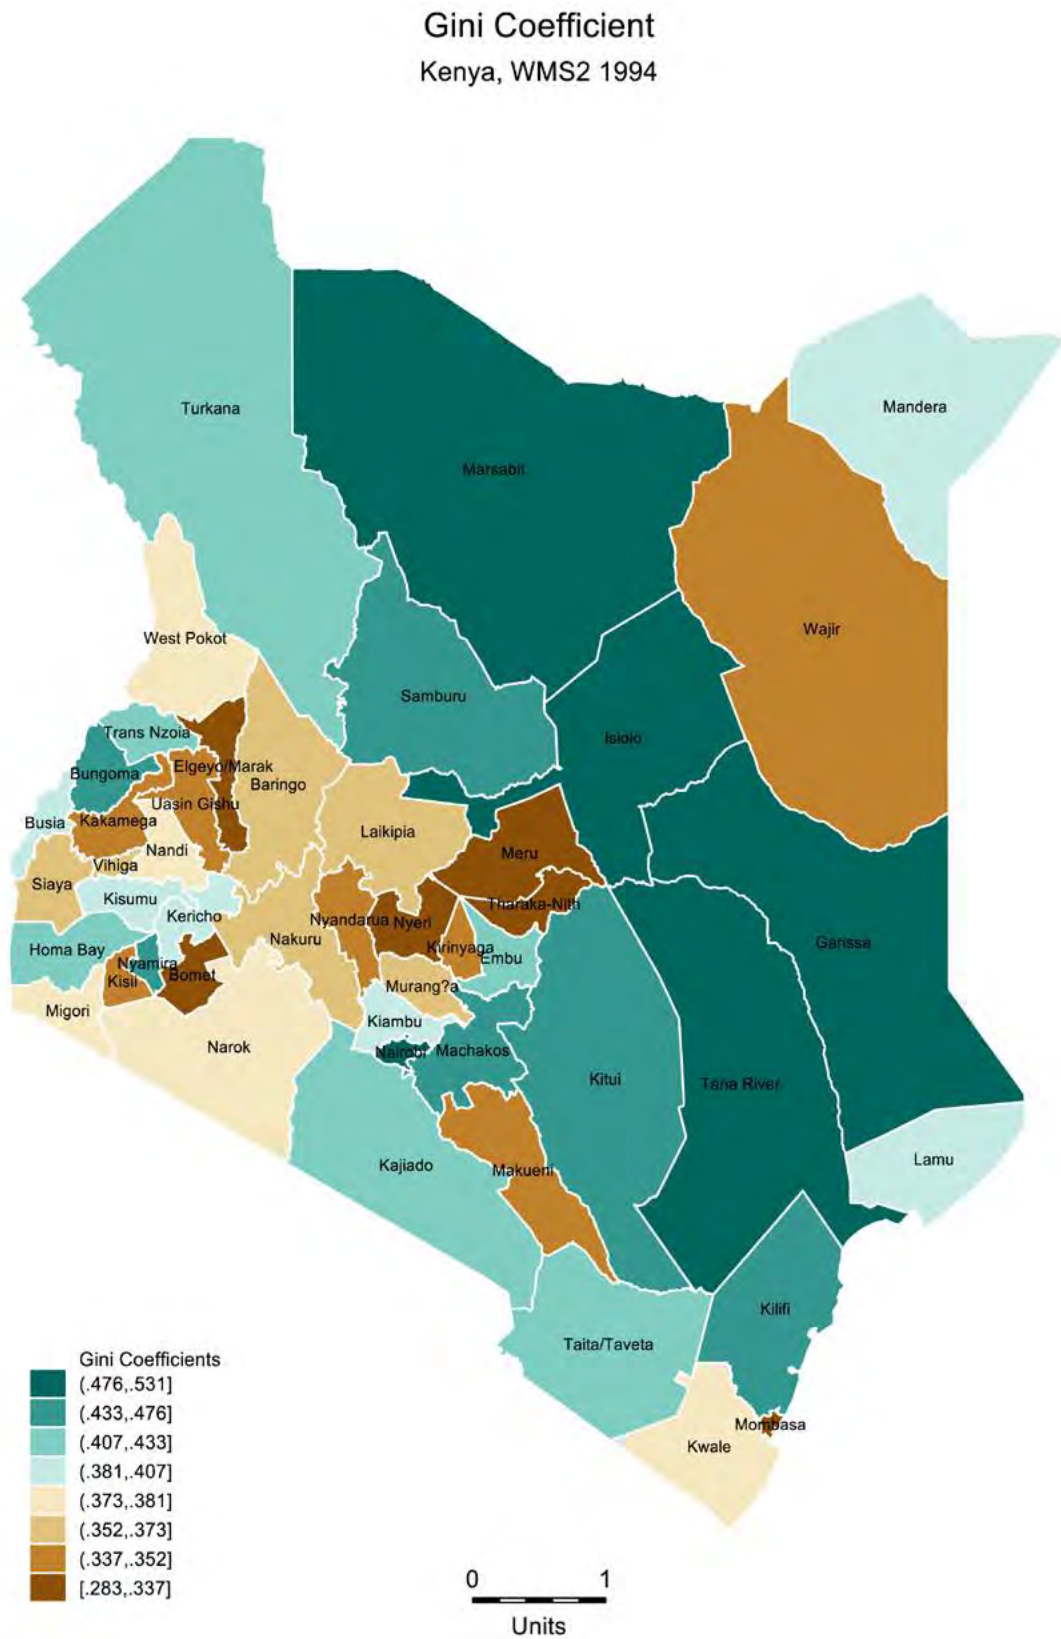 Gini Coefficient
Kenya, WMS2 1994
Turkana
Mandera
Marsabit
Wajir
West Pokot
Samburu
Isiolo
Trans Nzoia
Bungoma
Elgeyo/Marak
Baringo
Uasin Gishu
Busia
Kakamega
Laikipia
Nandi
Meru
Vihiga
Siaya
Kisumu
Kericho
Tharaka-Nith
Nyandarua
Nyeri
Nakuru
Kirinyaga
Garissa
Homa Bay
Embu
Nyamira
Bomet
Kisii
Murang?a
Migori
Kiambu
Narok
Nairobi
Machakos
Kitui
Tana River
Kajiado
Makueni
Lamu
Kilifi
Taita/Taveta
Mombasa
Kwale
Gini Coefficients
(.476,.531]
(.433,.476]
(.407,.433]
(.381,.407]
(.373,.381]
(.352,.373]
(.337,.352]
[.283,.337]
0 1
Units